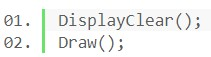 01. DisplayClear();
02. Draw();